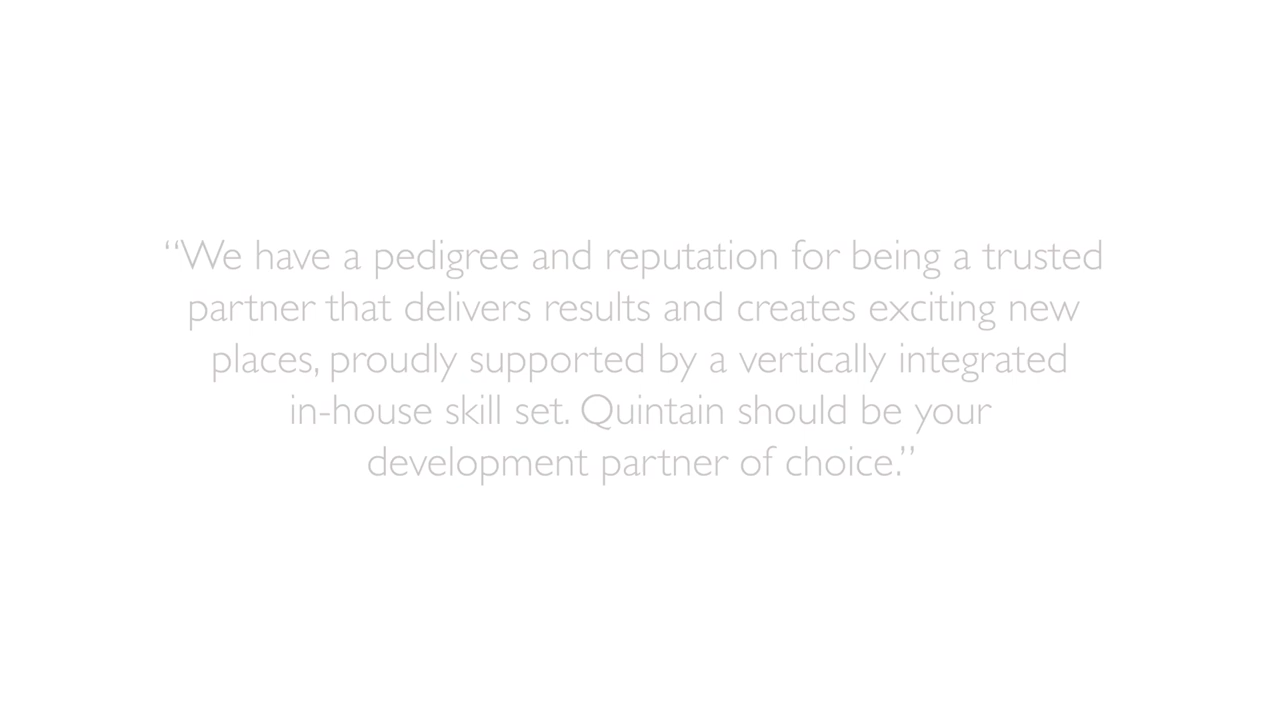 “We have a pedigree and reputation for being a trusted
partner that delivers results and creates exciting new
places, proudly supported by a vertically integrated
in-house skill set. Quintain should be your
development partner of choice.”